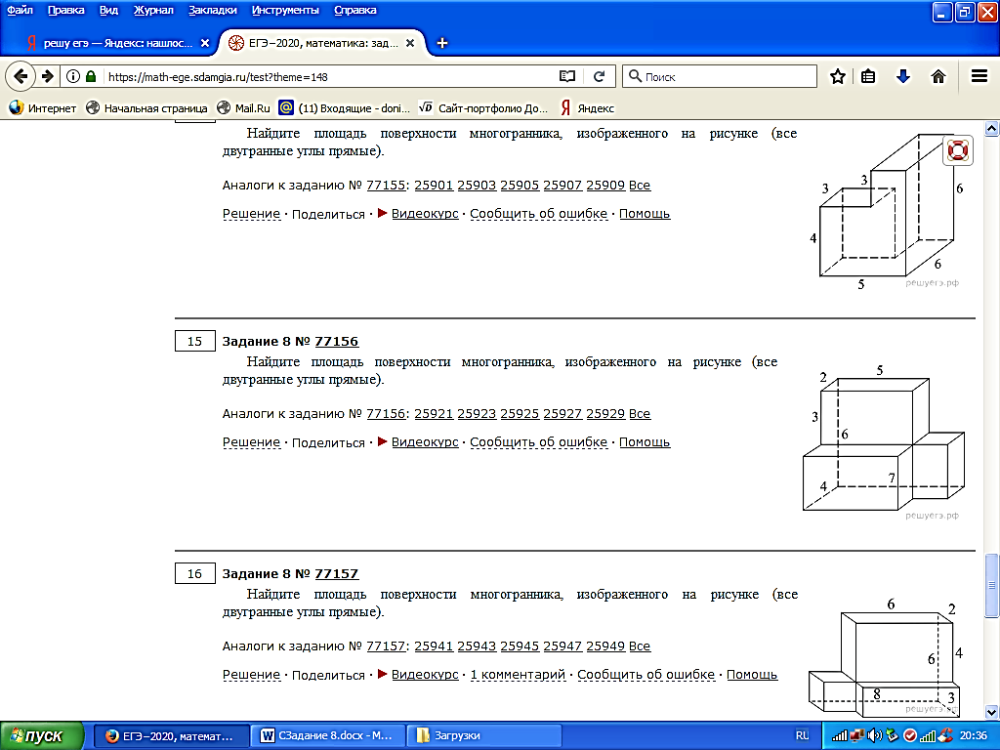 Файл Правка Вид Журнал Закладки Инструменты Справка
решу егэ — Яндекс: нашлос... ЕГЭ–2020, математика: зад...
https://math-ege.sdamgia.ru/test?theme=148 Поиск
Интернет Начальная страница Mail.Ru (11) Входящие - doni... Сайт-портфолио До... Яндекс
Найдите площадь поверхности многогранника, изображенного на рисунке (все
двугранные углы прямые).
Аналоги к заданию № 77155: 25901 25903 25905 25907 25909 Все
Решение · Поделиться · Видеокурс · Сообщить об ошибке · Помощь
3 3 6
4
6
5
решуегэ.рф
15 Задание 8 № 77156
Найдите площадь поверхности многогранника, изображенного на рисунке (все
двугранные углы прямые).
Аналоги к заданию № 77156: 25921 25923 25925 25927 25929 Все
Решение · Поделиться · Видеокурс · Сообщить об ошибке · Помощь
2 5
3
6
4 7
решуегэ.рф
16 Задание 8 № 77157
Найдите площадь поверхности многогранника, изображенного на рисунке (все
двугранные углы прямые).
Аналоги к заданию № 77157: 25941 25943 25945 25947 25949 Все
Решение · Поделиться · Видеокурс · 1 комментарий · Сообщить об ошибке · Помощь
6 2
6 4
8 3
решуегэ.рф
пуск ЕГЭ–2020, математ... СЗадание 8.docx - M... Загрузки RU 20:36